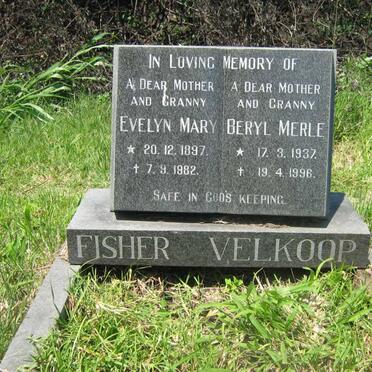 IN LOVING MEMORY OF
A DEAR MOTHER A DEAR MOTHER
AND GRANNY AND GRANNY
EVELYN MARY BERYL MERLE
★ 20.12.1897. ★ 17.3.1937.
✝ 7.9.1982. ✝ 19.4.1996.
SAFE IN GOD'S KEEPING.
FISHER VELKOOP